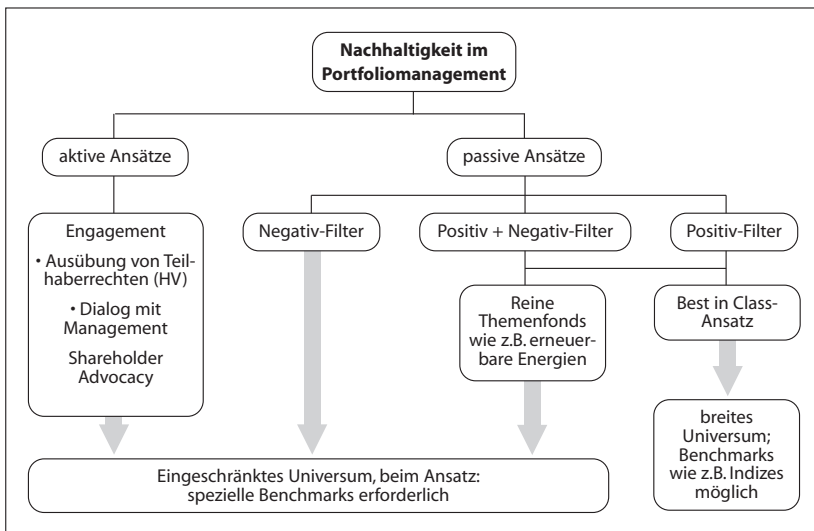 Nachhaltigkeit im
Portfoliomanagement
aktive Ansätze
passive Ansätze
Engagement
• Ausübung von Teil-
haberrechten (HV)
• Dialog mit
Management
Shareholder
Advocacy
Negativ-Filter
Positiv + Negativ-Filter
Positiv-Filter
Reine
Themenfonds
wie z.B. erneuer-
bare Energien
Best in Class-
Ansatz
Eingeschränktes Universum, beim Ansatz:
spezielle Benchmarks erforderlich
breites
Universum;
Benchmarks
wie z.B. Indizes
möglich